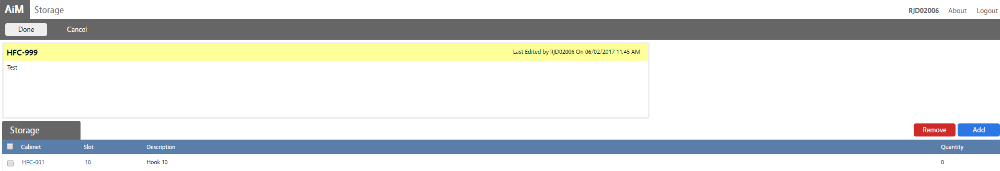 AiM Storage RJD02006 About Logout
Done Cancel
HFC-999 Last Edited by RJD02006 On 06/02/2017 11:45 AM
Test
Storage Remove Add
Cabinet Slot Description Quantity
HFC-001 10 Hook 10 0